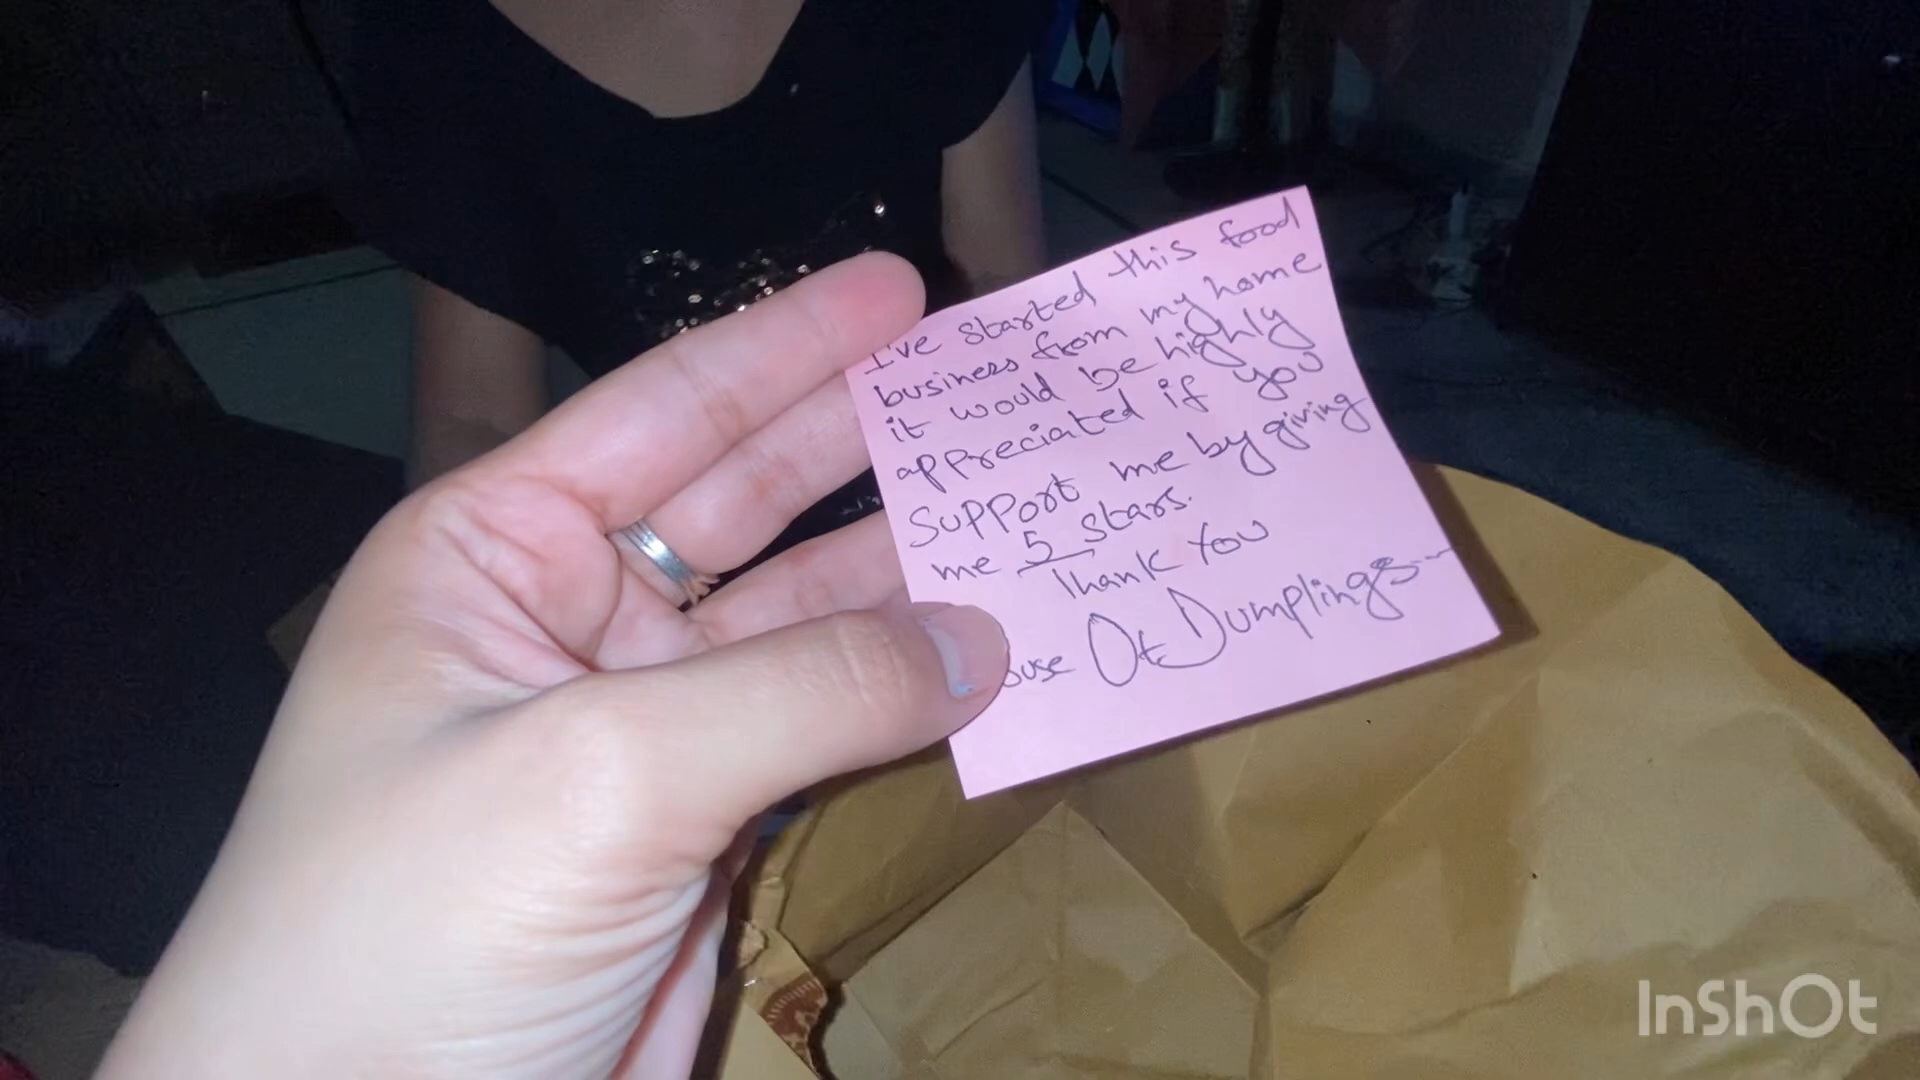 I've started this food
business from my home
it would be highly
appreciated if you
support me by giving
me 5 stars.
Thank You
Of Dumplings---
InShOt